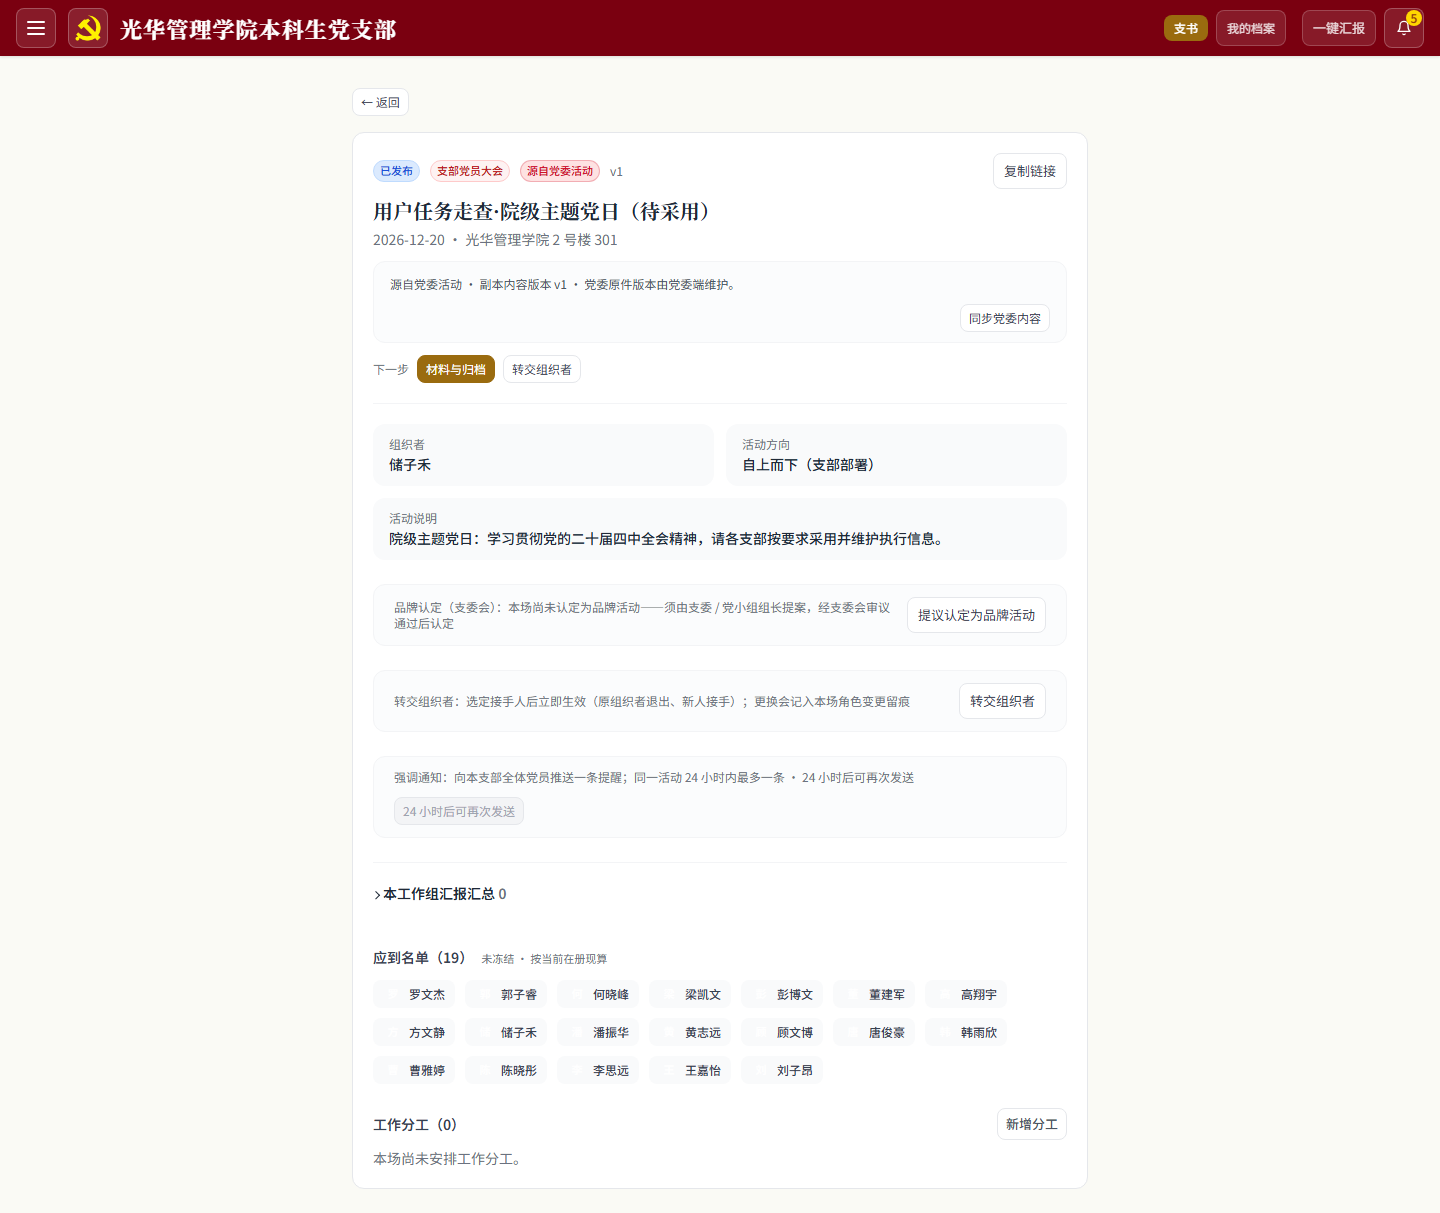 光华管理学院本科生党支部
支书
我的档案
一键汇报
5
← 返回
已发布
支部党员大会
源自党委活动
v1
复制链接
用户任务走查·院级主题党日（待采用）
2026-12-20 · 光华管理学院 2 号楼 301
源自党委活动 · 副本内容版本 v1 · 党委原件版本由党委端维护。
同步党委内容
下一步
材料与归档
转交组织者
组织者
储子禾
活动方向
自上而下（支部部署）
活动说明
院级主题党日：学习贯彻党的二十届四中全会精神，请各支部按要求采用并维护执行信息。
品牌认定（支委会）：本场尚未认定为品牌活动——须由支委 / 党小组组长提案，经支委会审议
通过后认定
提议认定为品牌活动
转交组织者：选定接手人后立即生效（原组织者退出、新人接手）；更换会记入本场角色变更留痕
转交组织者
强调通知：向本支部全体党员推送一条提醒；同一活动 24 小时内最多一条 · 24 小时后可再次发送
24 小时后可再次发送
本工作组汇报汇总 0
应到名单（19） 未冻结 · 按当前在册现算
罗文杰 郭子睿 何晓峰 梁凯文 彭博文 董建军 高翔宇
方文静 储子禾 潘振华 黄志远 顾文博 唐俊豪 韩雨欣
曹雅婷 陈晓彤 李思远 王嘉怡 刘子昂
工作分工（0）
新增分工
本场尚未安排工作分工。